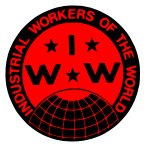 INDUSTRIAL WORKERS OF THE WORLD
I
W W